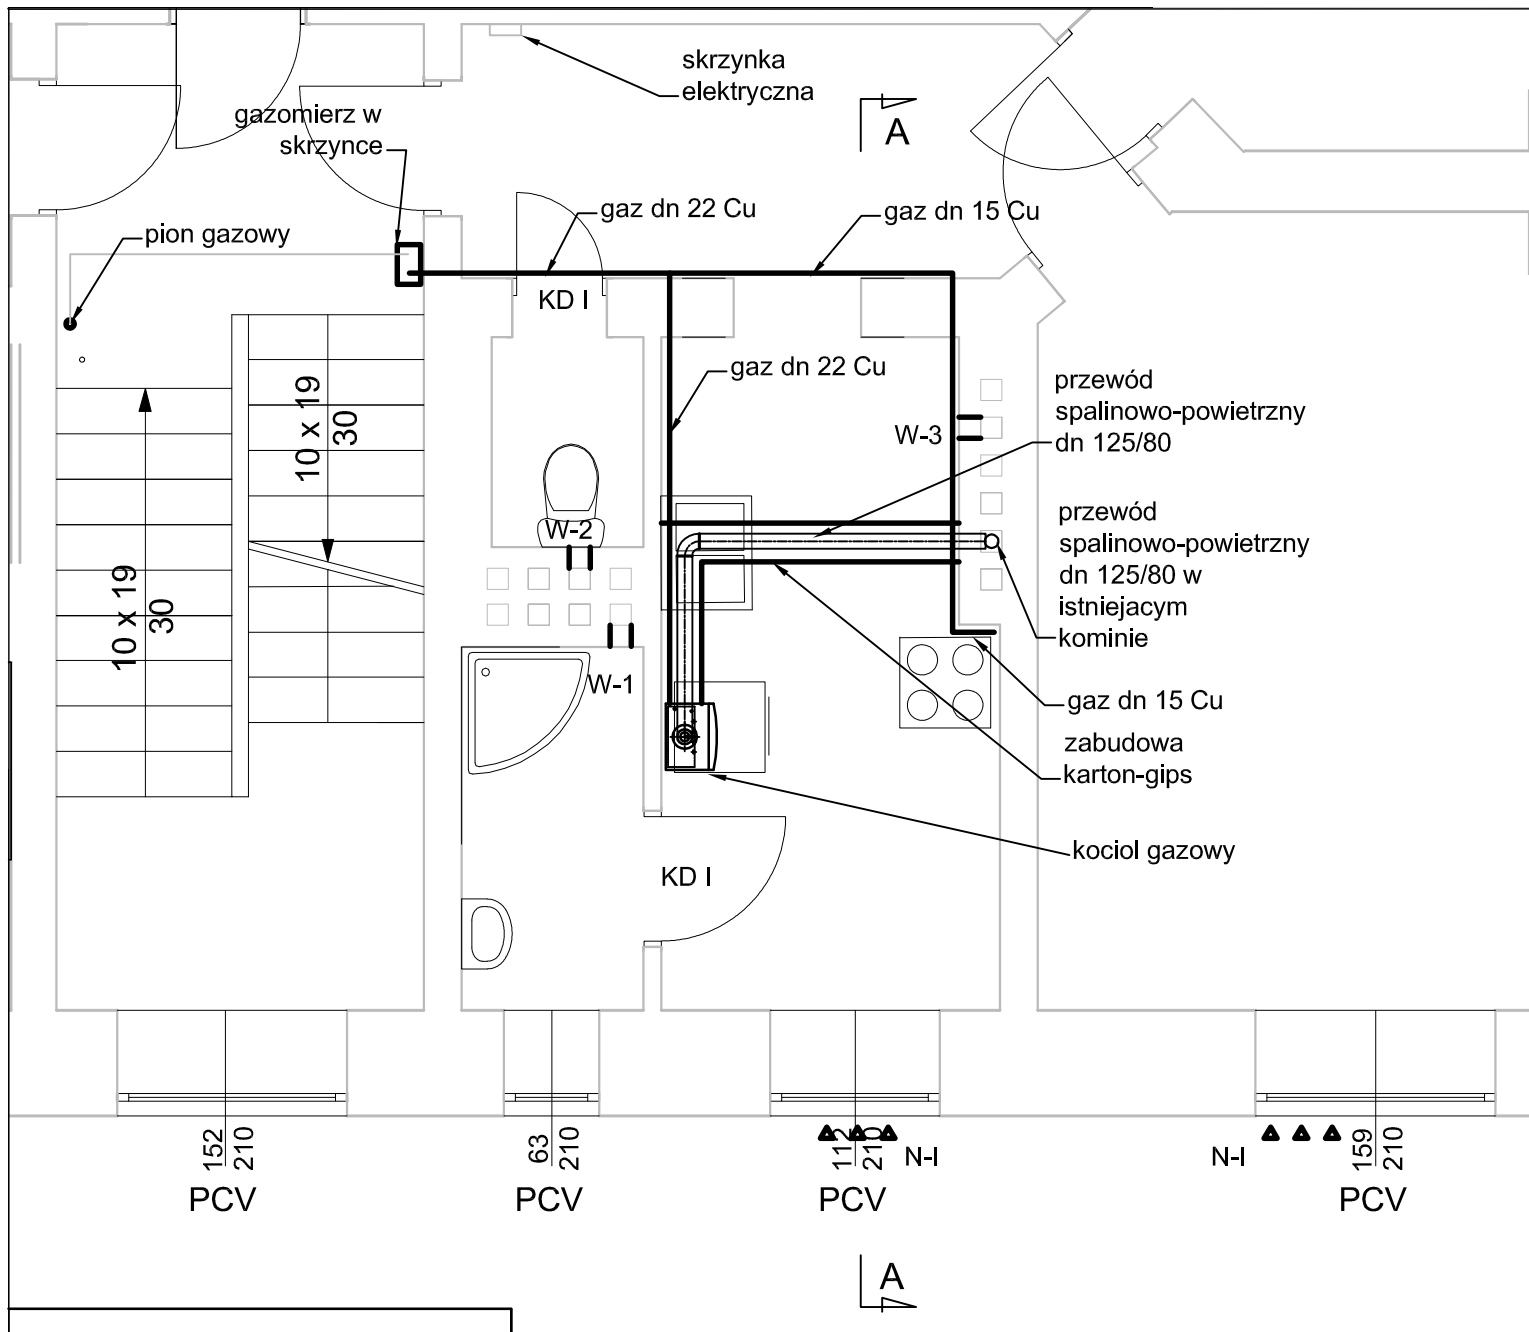 skrzynka
elektryczna
gazomierz w
skrzynce
A
gaz dn 22 Cu
gaz dn 15 Cu
pion gazowy
KD I
gaz dn 22 Cu
10 x 19
30
przewód
spalinowo-powietrzny
dn 125/80
W-3
przewód
spalinowo-powietrzny
dn 125/80 w
istniejacym
kominie
W-2
10 x 19
30
W-1
gaz dn 15 Cu
zabudowa
karton-gips
kociol gazowy
KD I
152
210
PCV
63
210
PCV
112
210
N-I
PCV
N-I
159
210
PCV
A